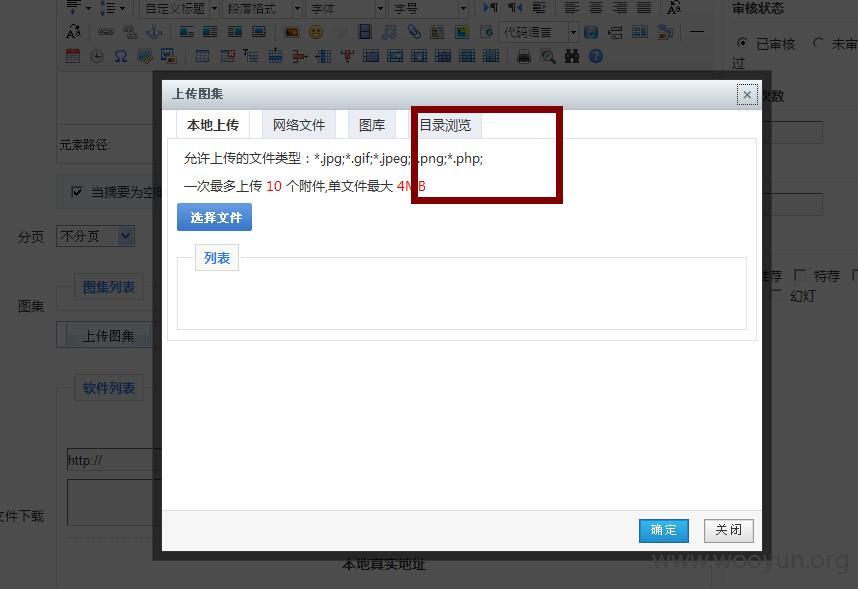 自定义标题 段落格式 字体 字号
代码语言
审核状态
已审核 未审
过
次数
元素路径:
当摘要为空时
分页 不分页
图集列表
图集
上传图集
软件列表
http://
文件下载
本地真实地址
推荐 特荐
幻灯
上传图集
本地上传 网络文件 图库 目录浏览
允许上传的文件类型：*.jpg;*.gif;*.jpeg;*.png;*.php;
一次最多上传 10 个附件,单文件最大 4MB
选择文件
列表
确定 关闭
www.wooyun.org